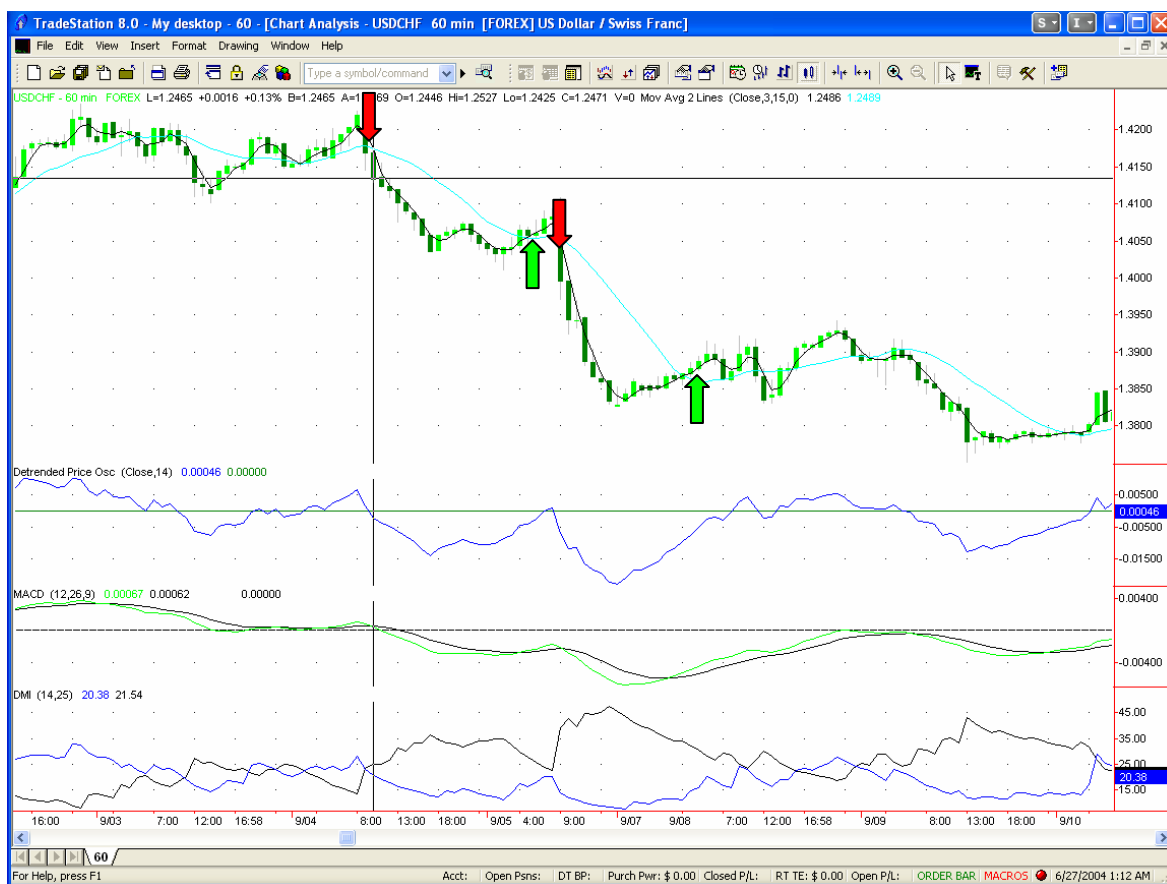 TradeStation 8.0 - My desktop - 60 - [Chart Analysis - USDCHF 60 min [FOREX] US Dollar / Swiss Franc]
S I
File Edit View Insert Format Drawing Window Help
Type a symbol/command
USDCHF - 60 min FOREX L=1.2465 +0.0016 +0.13% B=1.2465 O=1.2446 Hi=1.2527 Lo=1.2425 C=1.2471 V=0 Mov Avg 2 Lines (Close,3,15,0) 1.2486 1.2489
1.4200
1.4150
1.4100
1.4050
1.4000
1.3950
1.3900
1.3850
1.3800
Detrended Price Osc (Close,14) 0.00046 0.00000
0.00500
0.00046
-0.00500
-0.01500
MACD (12,26,9) 0.00067 0.00062 0.00000
0.00400
-0.00400
DMI (14,25) 20.38 21.54
45.00
35.00
25.00
20.38
15.00
16:00 9/03 7:00 12:00 16:58 9/04 8:00 13:00 18:00 9/05 4:00 9:00 9/07 9/08 7:00 12:00 16:58 9/09 8:00 13:00 18:00 9/10
60
For Help, press F1 Acct: Open Psns: DT BP: Purch Pwr: $ 0.00 Closed P/L: RT TE: $ 0.00 Open P/L: ORDER BAR MACROS 6/27/2004 1:12 AM